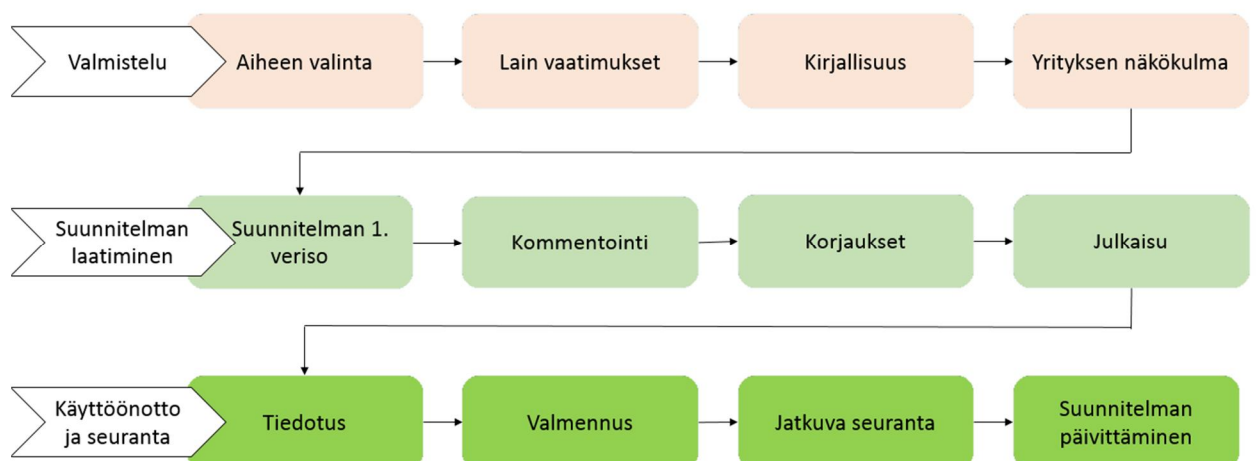 Valmistelu
Aiheen valinta
Lain vaatimukset
Kirjallisuus
Yrityksen näkökulma
Suunnitelman
laatiminen
Suunnitelman 1.
veriso
Kommentointi
Korjaukset
Julkaisu
Käyttöönotto
ja seuranta
Tiedotus
Valmennus
Jatkuva seuranta
Suunnitelman
päivittäminen